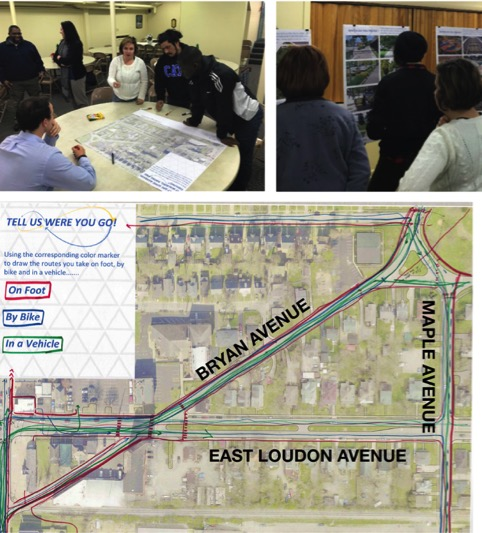 TELL US WERE YOU GO!
Using the corresponding color marker
to draw the routes you take on foot, by
bike and in a vehicle.......
On Foot
By Bike
In a Vehicle
BRYAN AVENUE
MAPLE AVENUE
EAST LOUDON AVENUE